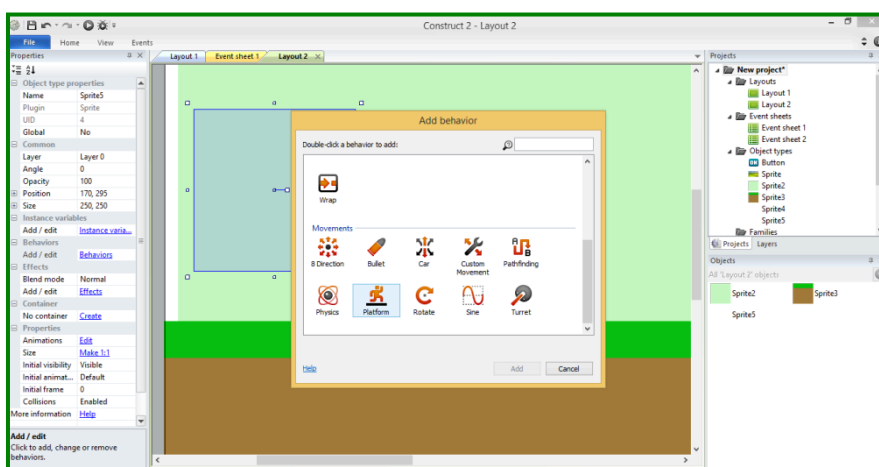 Construct 2 - Layout 2
File Home View Events
Properties
Object type properties
Name Sprite5
Plugin Sprite
UID 4
Global No
Common
Layer Layer 0
Angle 0
Opacity 100
Position 170, 295
Size 250, 250
Instance variables
Add / edit Instance varia...
Behaviors
Add / edit Behaviors
Effects
Blend mode Normal
Add / edit Effects
Container
No container Create
Properties
Animations Edit
Size Make 1:1
Initial visibility Visible
Initial animat... Default
Initial frame 0
Collisions Enabled
More information Help
Add / edit
Click to add, change or remove
behaviors.
Layout 1 Event sheet 1 Layout 2
Add behavior
Double-click a behavior to add:
Wrap
Movements
8 Direction Bullet Car Custom Movement Pathfinding
Physics Platform Rotate Sine Turret
Help Add Cancel
Projects
New project*
Layouts
Layout 1
Layout 2
Event sheets
Event sheet 1
Event sheet 2
Object types
OK Button
Sprite
Sprite2
Sprite3
Sprite4
Sprite5
Families
Projects Layers
Objects
All 'Layout 2' objects
Sprite2 Sprite3
Sprite5